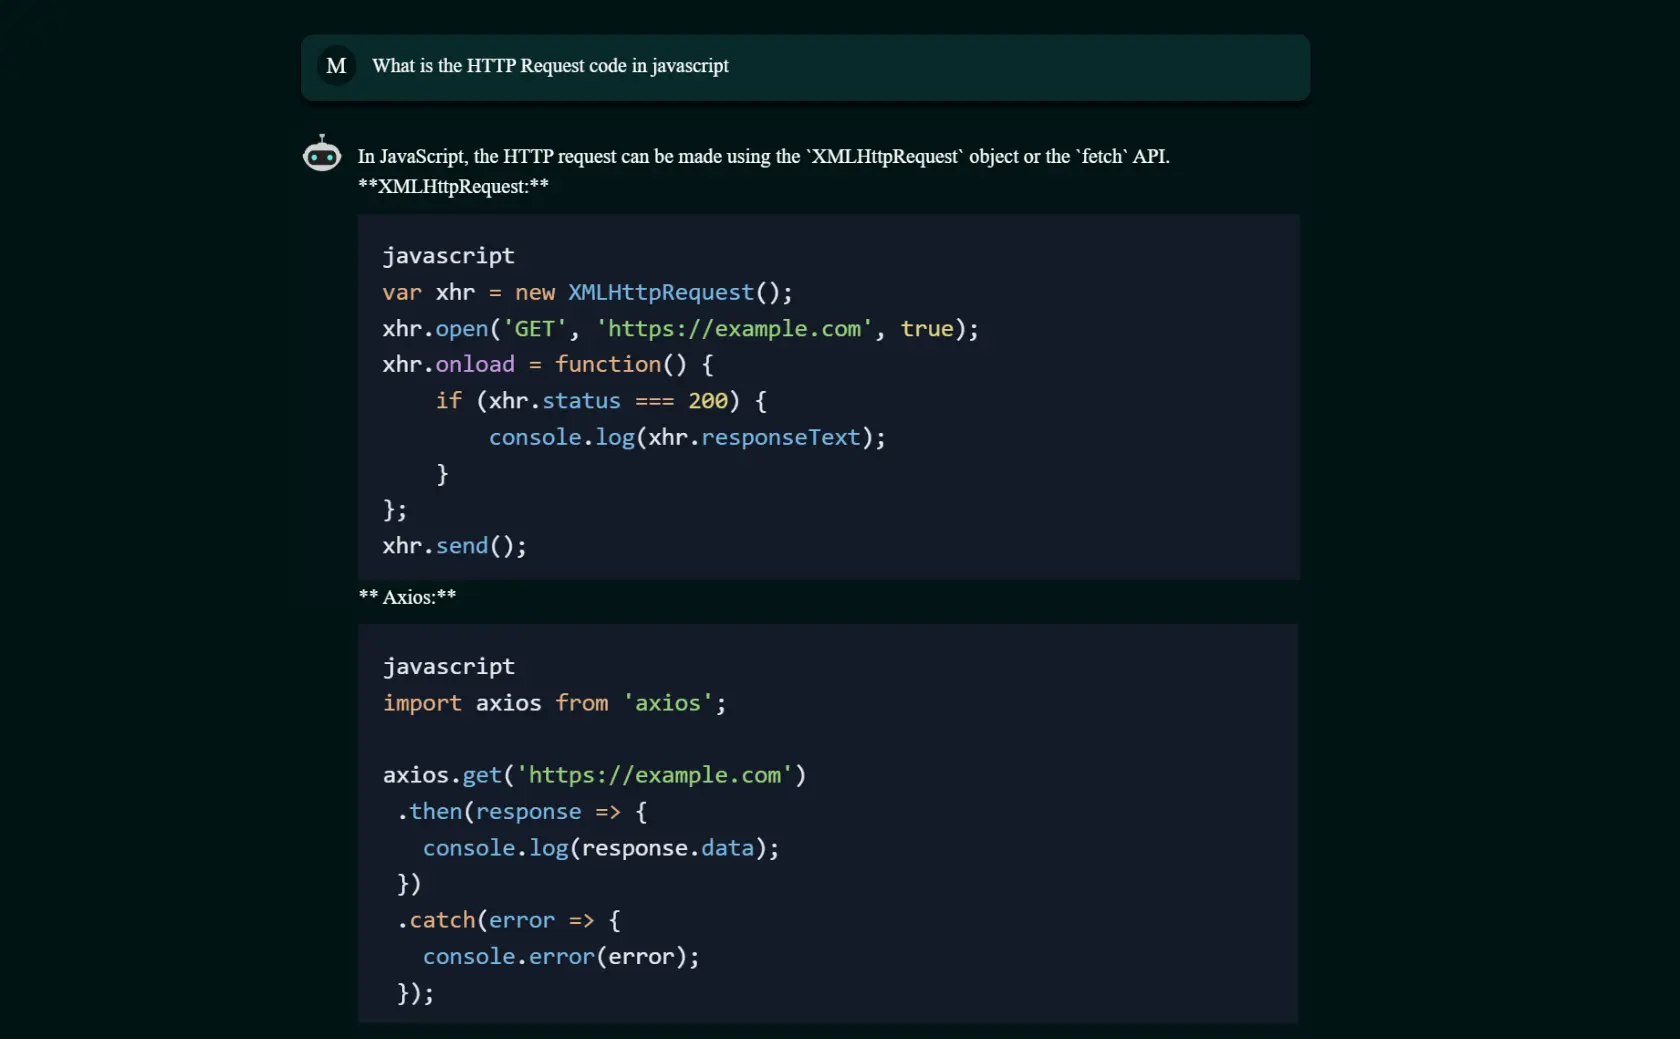 M What is the HTTP Request code in javascript
In JavaScript, the HTTP request can be made using the `XMLHttpRequest` object or the `fetch` API.
**XMLHttpRequest:**
javascript
var xhr = new XMLHttpRequest();
xhr.open('GET', 'https://example.com', true);
xhr.onload = function() {
    if (xhr.status === 200) {
        console.log(xhr.responseText);
    }
};
xhr.send();
** Axios:**
javascript
import axios from 'axios';
axios.get('https://example.com')
 .then(response => {
   console.log(response.data);
 })
 .catch(error => {
   console.error(error);
 });